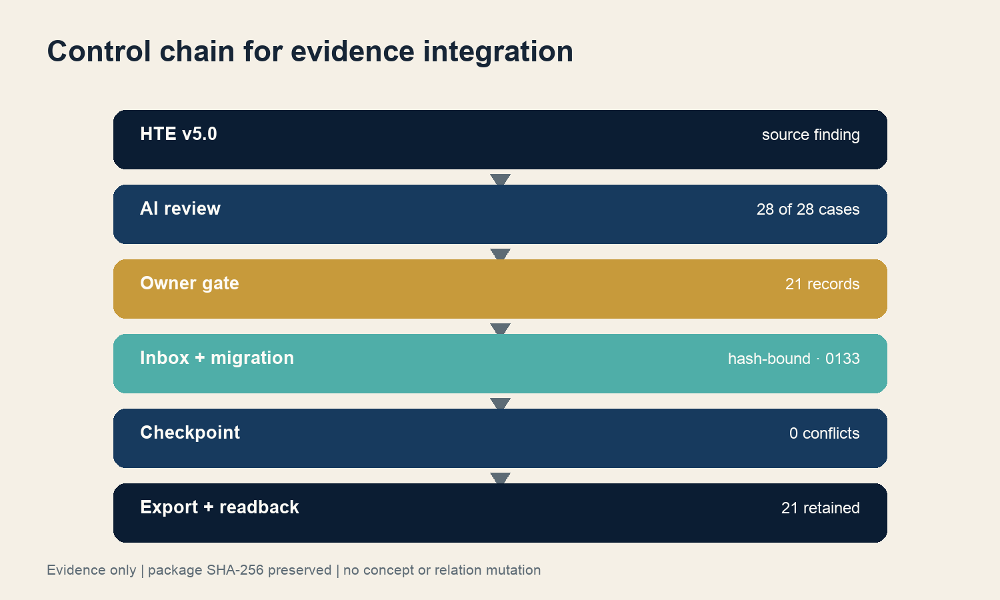 Control chain for evidence integration
HTE v5.0 source finding
AI review 28 of 28 cases
Owner gate 21 records
Inbox + migration hash-bound · 0133
Checkpoint 0 conflicts
Export + readback 21 retained
Evidence only | package SHA-256 preserved | no concept or relation mutation